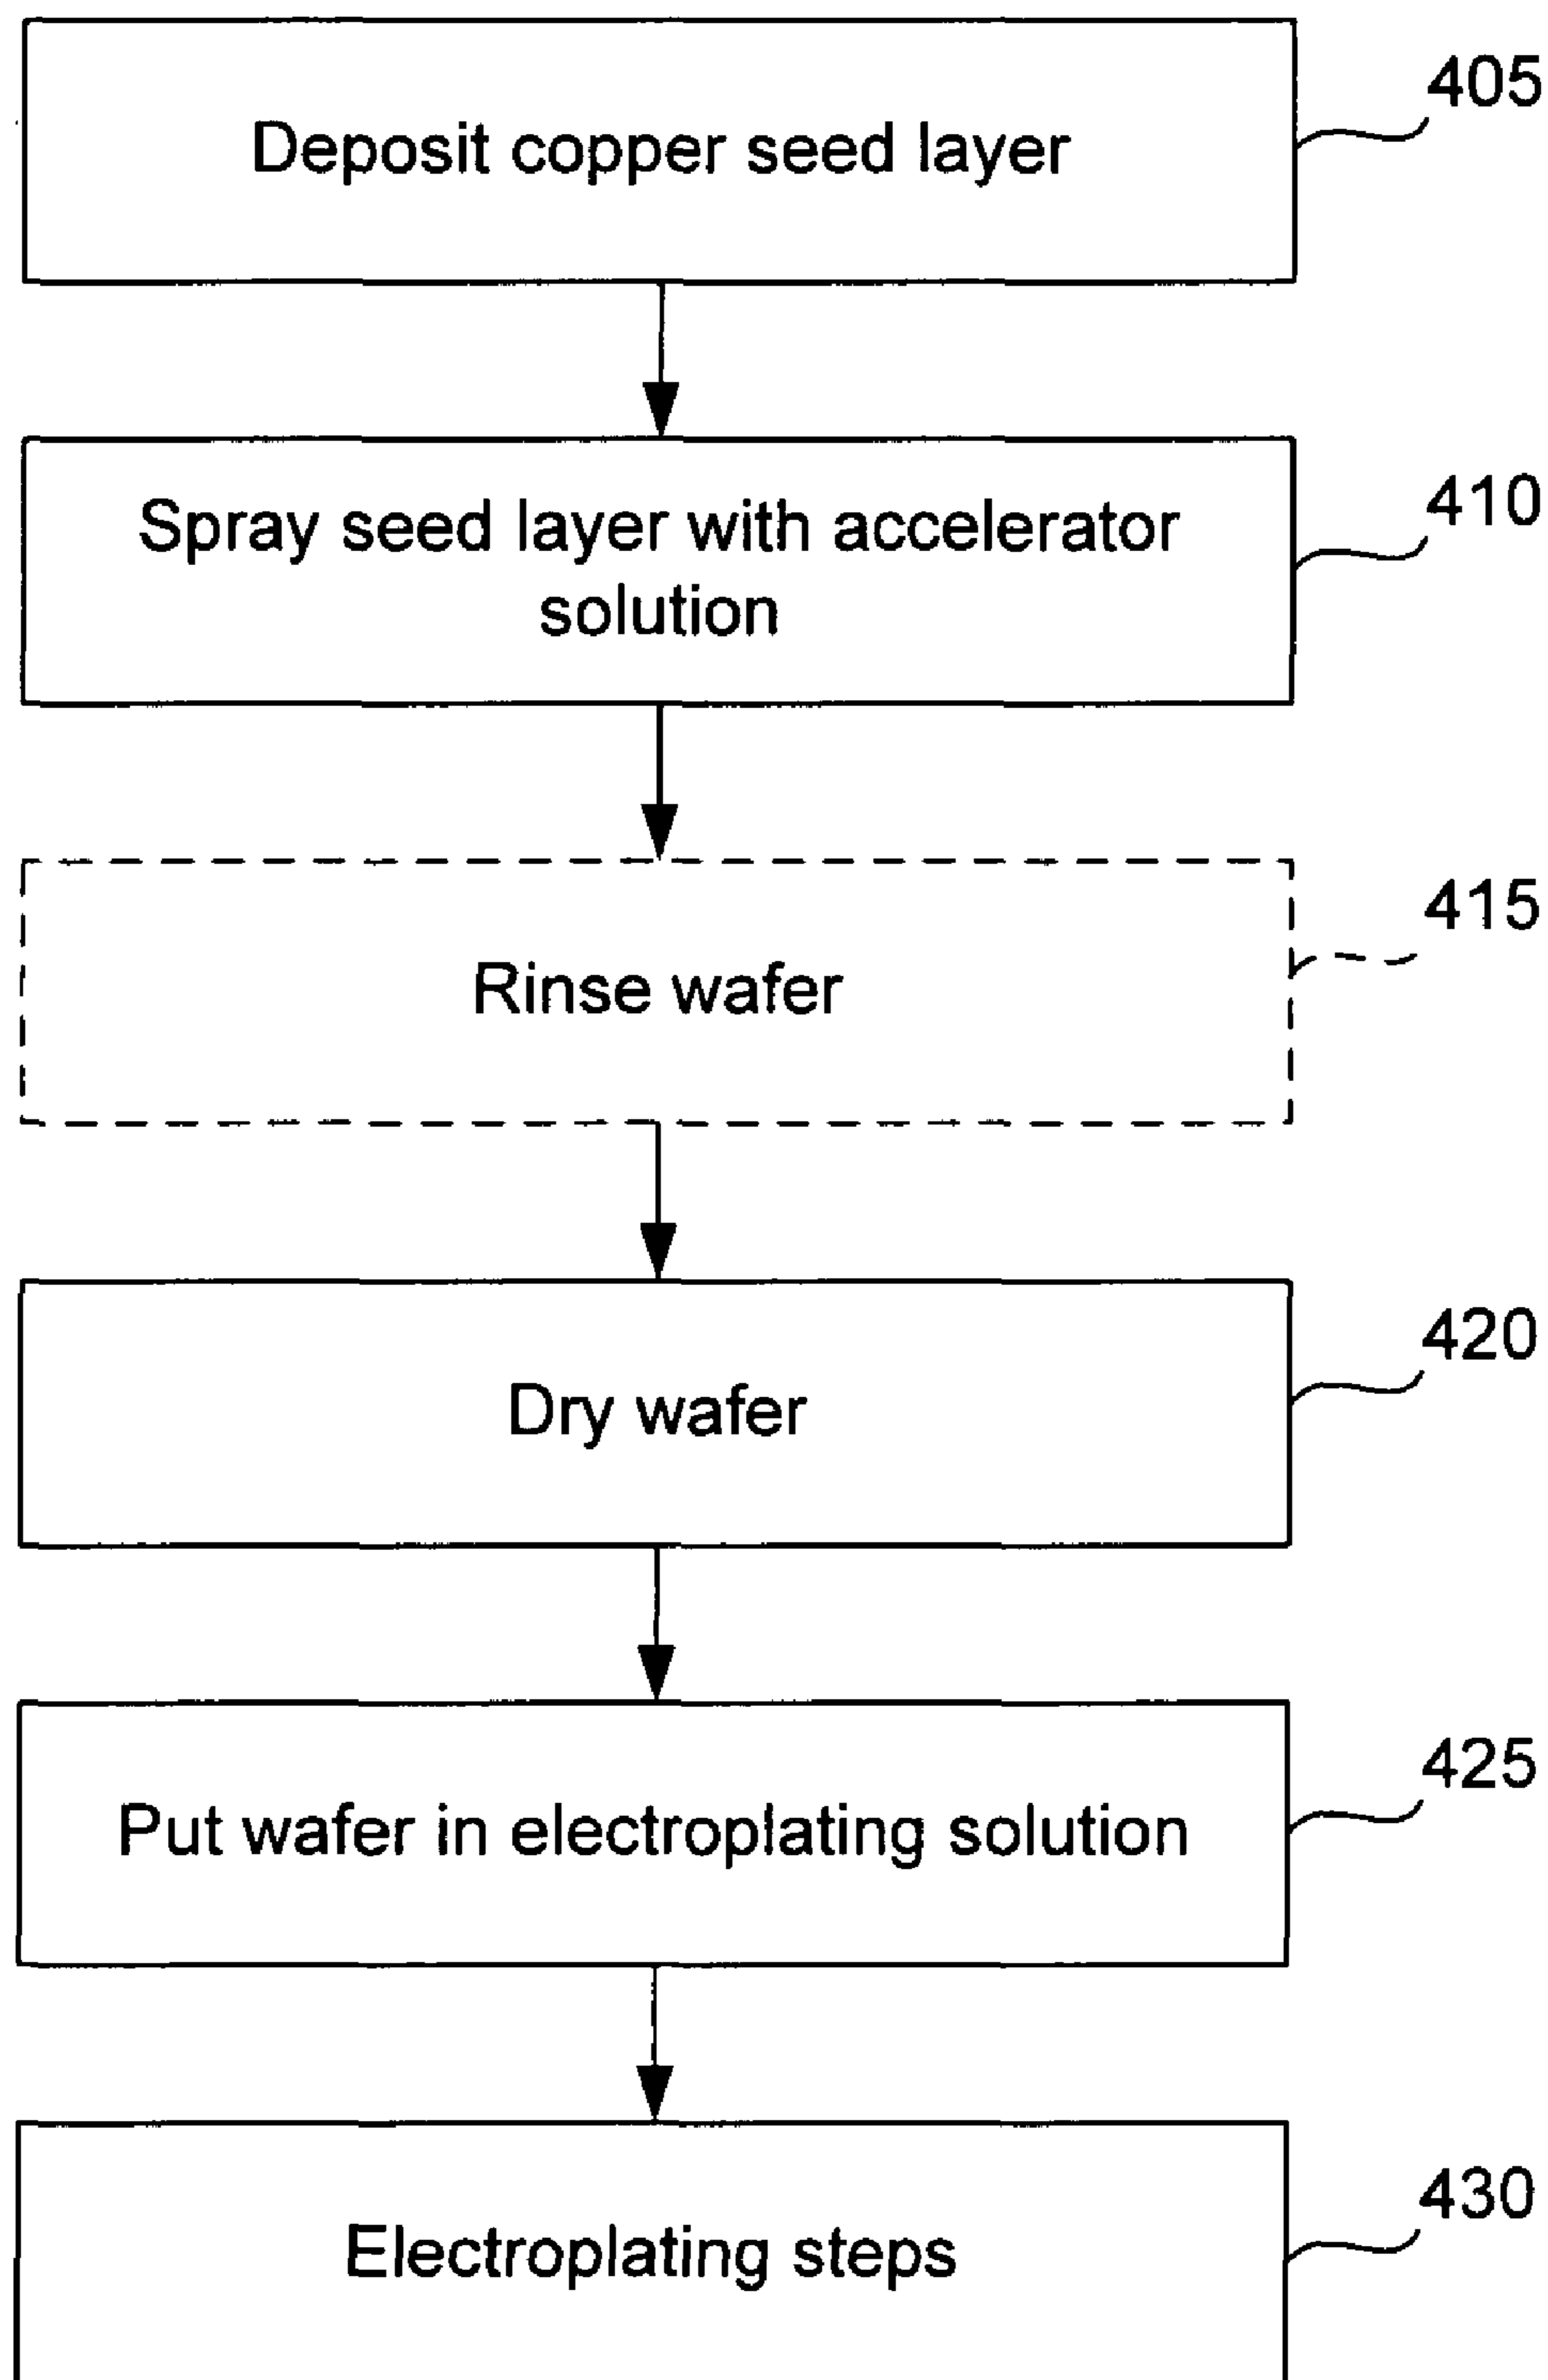 405
Deposit copper seed layer
410
Spray seed layer with accelerator
solution
415
Rinse wafer
420
Dry wafer
425
Put wafer in electroplating solution
430
Electroplating steps